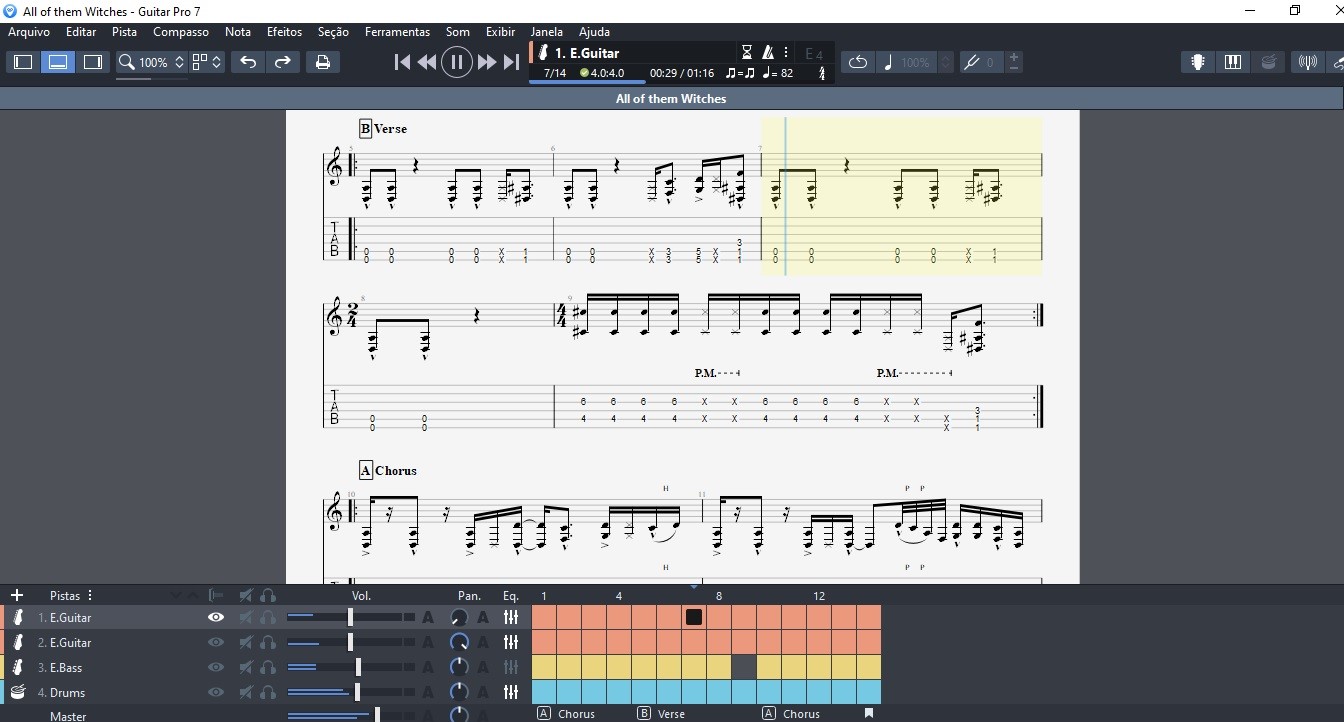 All of them Witches - Guitar Pro 7
Arquivo Editar Pista Compasso Nota Efeitos Seção Ferramentas Som Exibir Janela Ajuda
100% 1. E.Guitar E4 100% 0
7/14 4.0:4.0 00:29 / 01:16 = 82
All of them Witches
B Verse
5 6 7
T
A
B
0 0 0 0 X 1 0 0 X 3 5 X 3 1 0 0 0 0 X 1
0 0 0 0 X 1 0 0 X 3 5 X 1 0 0 0 0 X 1
8 9
2/4 4/4
P.M. P.M.
T
A
B
6 6 6 6 X X 6 6 6 6 X X 3
0 0 4 4 4 4 X X 4 4 4 4 X X X 1
0 0 X 1
A Chorus
10 11
H P P
H P P
Pistas Vol. Pan. Eq. 1 4 8 12
1. E.Guitar A A
2. E.Guitar A A
3. E.Bass A A
4. Drums A A
Master A Chorus B Verse A Chorus